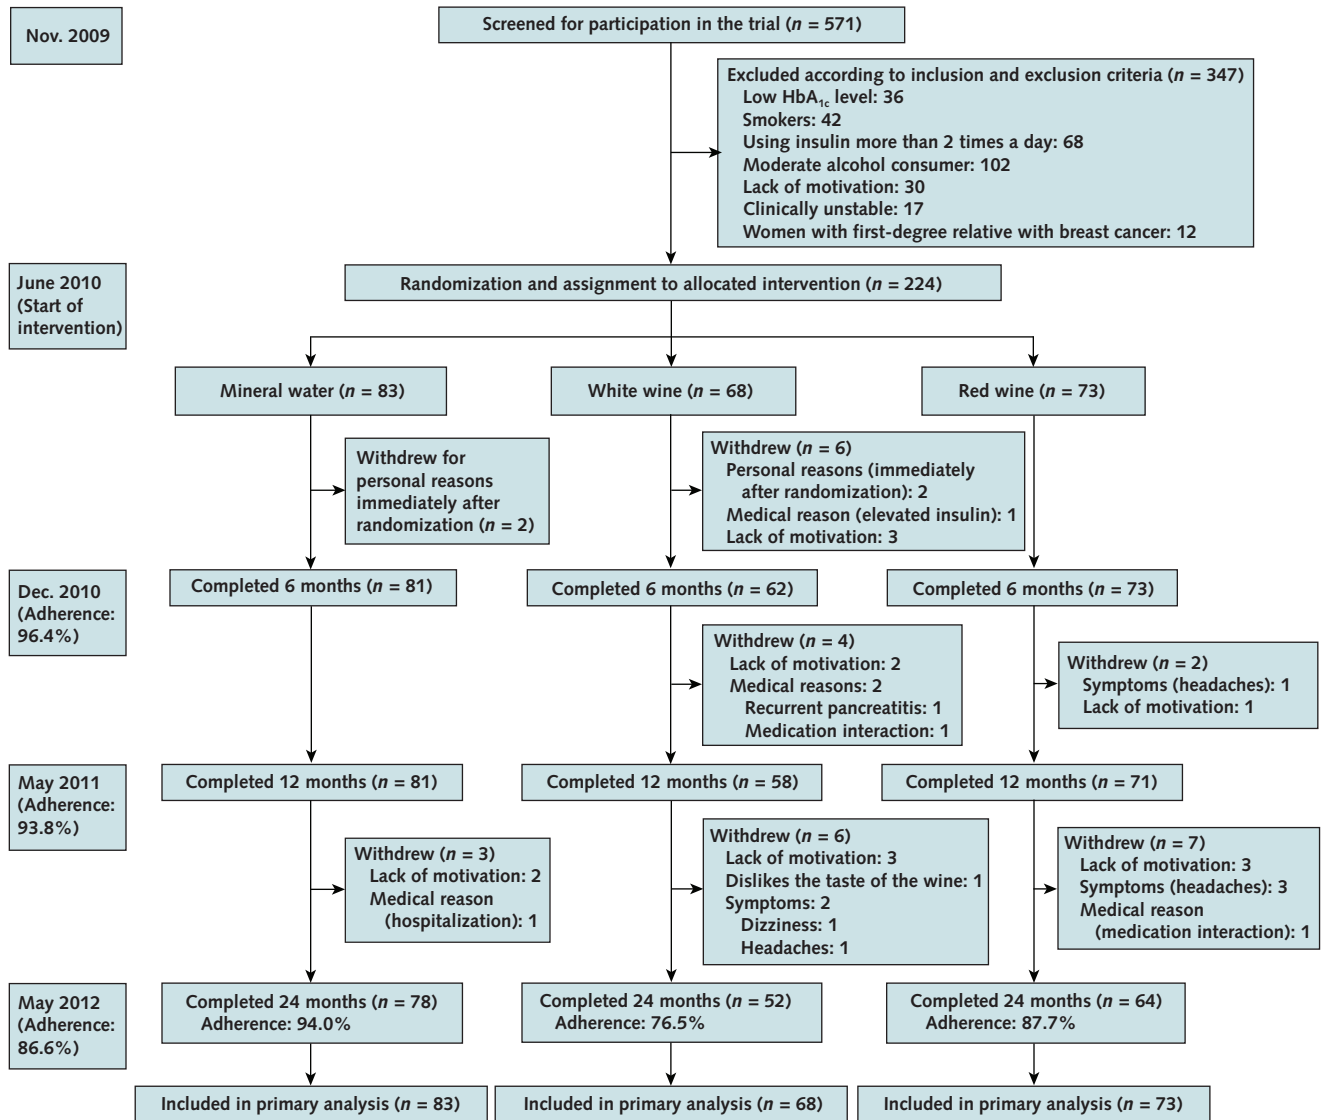 Nov. 2009
Screened for participation in the trial (n = 571)
Excluded according to inclusion and exclusion criteria (n = 347)
Low HbA1c level: 36
Smokers: 42
Using insulin more than 2 times a day: 68
Moderate alcohol consumer: 102
Lack of motivation: 30
Clinically unstable: 17
Women with first-degree relative with breast cancer: 12
June 2010
(Start of
intervention)
Randomization and assignment to allocated intervention (n = 224)
Mineral water (n = 83)
White wine (n = 68)
Red wine (n = 73)
Withdrew for
personal reasons
immediately after
randomization (n = 2)
Withdrew (n = 6)
Personal reasons (immediately
after randomization): 2
Medical reason (elevated insulin): 1
Lack of motivation: 3
Dec. 2010
(Adherence:
96.4%)
Completed 6 months (n = 81)
Completed 6 months (n = 62)
Completed 6 months (n = 73)
Withdrew (n = 4)
Lack of motivation: 2
Medical reasons: 2
Recurrent pancreatitis: 1
Medication interaction: 1
Withdrew (n = 2)
Symptoms (headaches): 1
Lack of motivation: 1
May 2011
(Adherence:
93.8%)
Completed 12 months (n = 81)
Completed 12 months (n = 58)
Completed 12 months (n = 71)
Withdrew (n = 3)
Lack of motivation: 2
Medical reason
(hospitalization): 1
Withdrew (n = 6)
Lack of motivation: 3
Dislikes the taste of the wine: 1
Symptoms: 2
Dizziness: 1
Headaches: 1
Withdrew (n = 7)
Lack of motivation: 3
Symptoms (headaches): 3
Medical reason
(medication interaction): 1
May 2012
(Adherence:
86.6%)
Completed 24 months (n = 78)
Adherence: 94.0%
Completed 24 months (n = 52)
Adherence: 76.5%
Completed 24 months (n = 64)
Adherence: 87.7%
Included in primary analysis (n = 83)
Included in primary analysis (n = 68)
Included in primary analysis (n = 73)